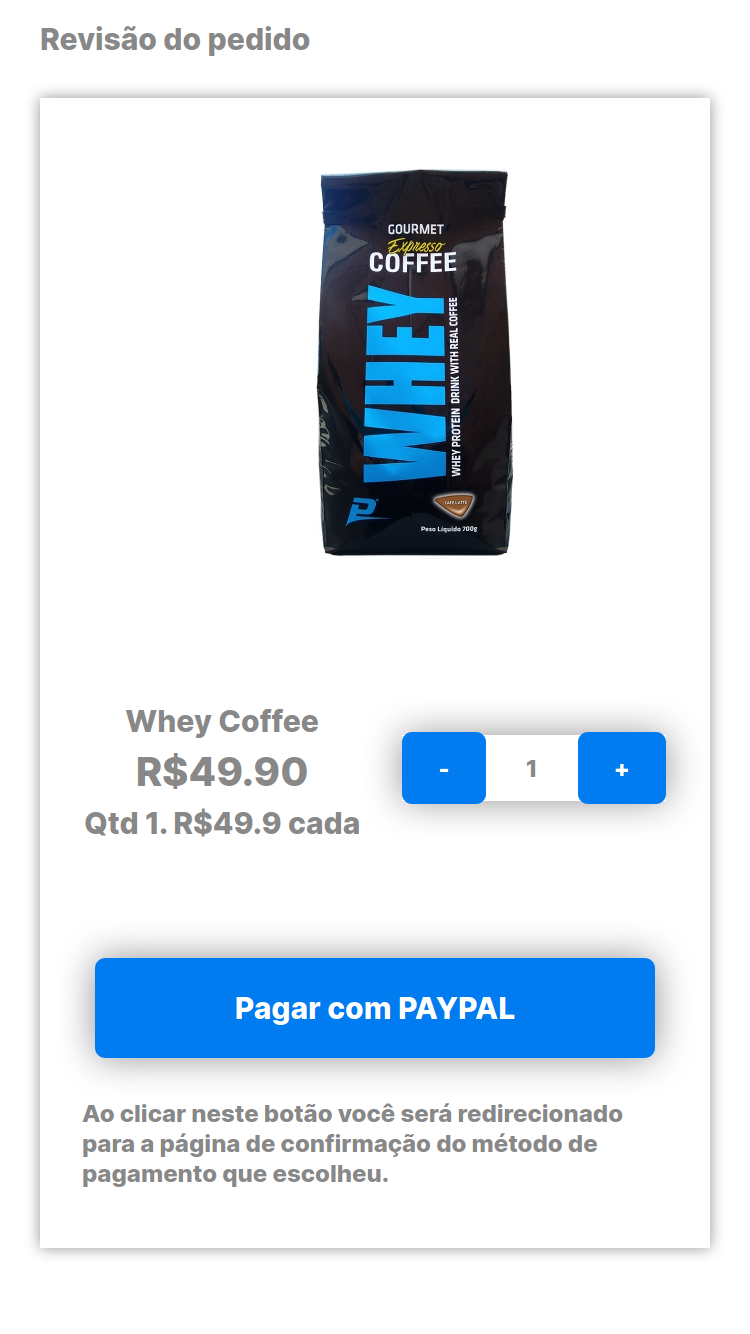 Revisão do pedido
GOURMET
Expresso
COFFEE
WHEY
WHEY PROTEIN DRINK WITH REAL COFFEE
CAFÉ LATTE
Peso Líquido 700g
Whey Coffee
R$49.90
Qtd 1. R$49.9 cada
- 1 +
Pagar com PAYPAL
Ao clicar neste botão você será redirecionado
para a página de confirmação do método de
pagamento que escolheu.